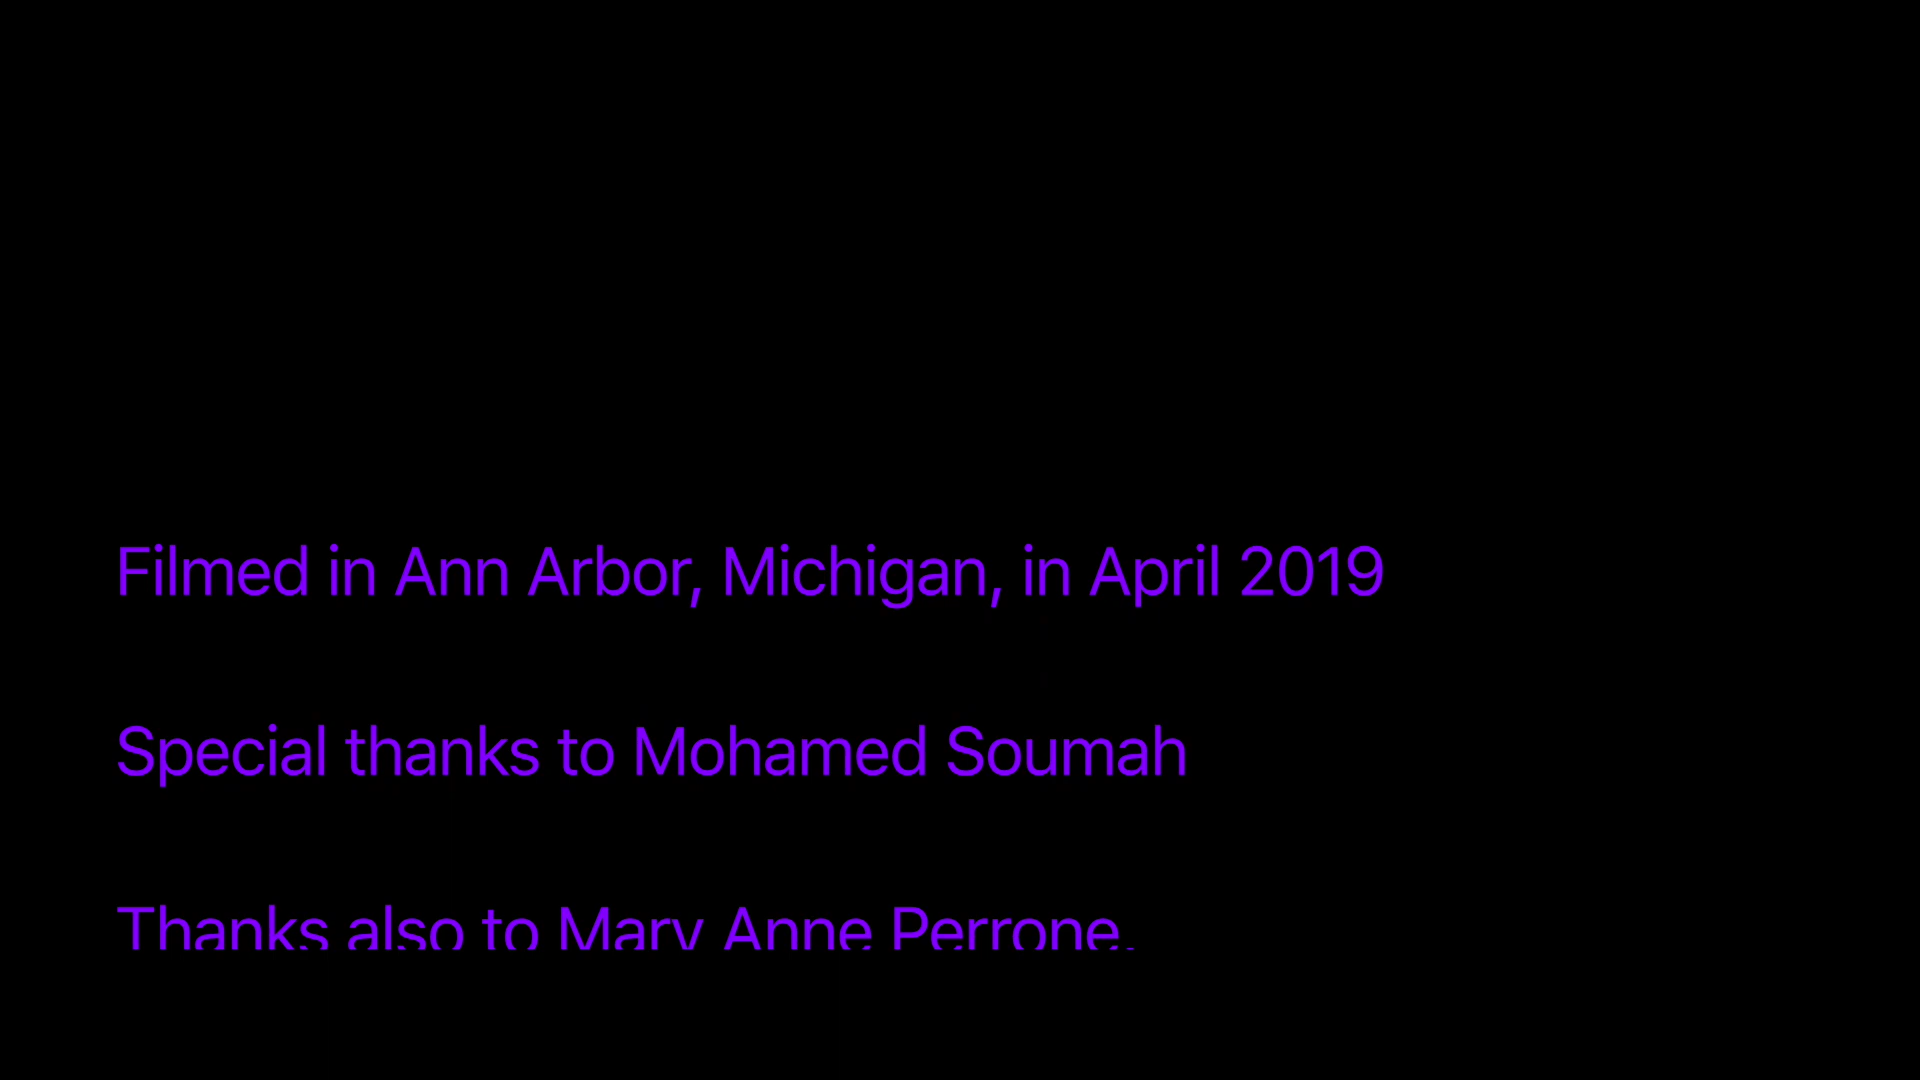 Filmed in Ann Arbor, Michigan, in April 2019
Special thanks to Mohamed Soumah
Thanks also to Mary Anne Perrone,